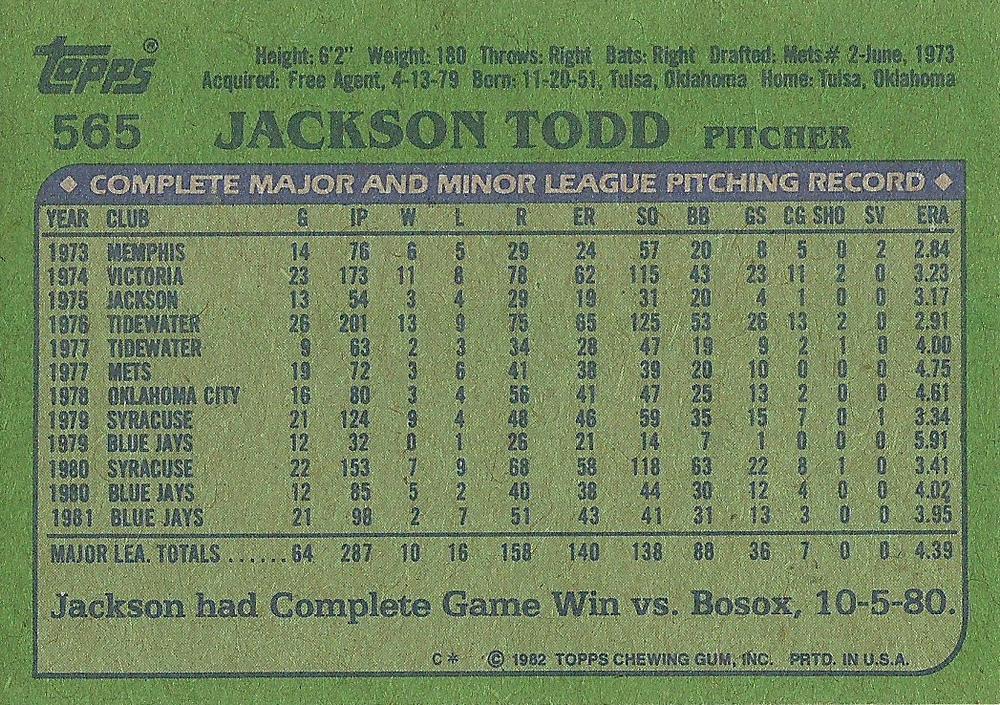 Topps®
Height: 6'2" Weight: 180 Throws: Right Bats: Right Drafted: Mets# 2-June, 1973
Acquired: Free Agent, 4-13-79 Born: 11-20-51, Tulsa, Oklahoma Home: Tulsa, Oklahoma
565 JACKSON TODD PITCHER
◆ COMPLETE MAJOR AND MINOR LEAGUE PITCHING RECORD ◆
YEAR CLUB G IP W L R ER SO BB GS CG SHO SV ERA
1973 MEMPHIS 14 76 6 5 29 24 57 20 8 5 0 2 2.84
1974 VICTORIA 23 173 11 8 78 62 115 43 23 11 2 0 3.23
1975 JACKSON 13 54 3 4 29 19 31 20 4 1 0 0 3.17
1976 TIDEWATER 26 201 13 9 75 65 125 53 26 13 2 0 2.91
1977 TIDEWATER 9 63 2 3 34 28 47 19 9 2 1 0 4.00
1977 METS 19 72 3 6 41 38 39 20 10 0 0 0 4.75
1978 OKLAHOMA CITY 16 80 3 4 56 41 47 25 13 2 0 0 4.61
1979 SYRACUSE 21 124 9 4 48 46 59 35 15 7 0 1 3.34
1979 BLUE JAYS 12 32 0 1 26 21 14 7 1 0 0 0 5.91
1980 SYRACUSE 22 153 7 9 68 58 118 63 22 8 1 0 3.41
1980 BLUE JAYS 12 85 5 2 40 38 44 30 12 4 0 0 4.02
1981 BLUE JAYS 21 98 2 7 51 43 41 31 13 3 0 0 3.95
MAJOR LEA. TOTALS ......64 287 10 16 158 140 138 88 36 7 0 0 4.39
Jackson had Complete Game Win vs. Bosox, 10-5-80.
C* © 1982 TOPPS CHEWING GUM, INC. PRTD. IN U.S.A.